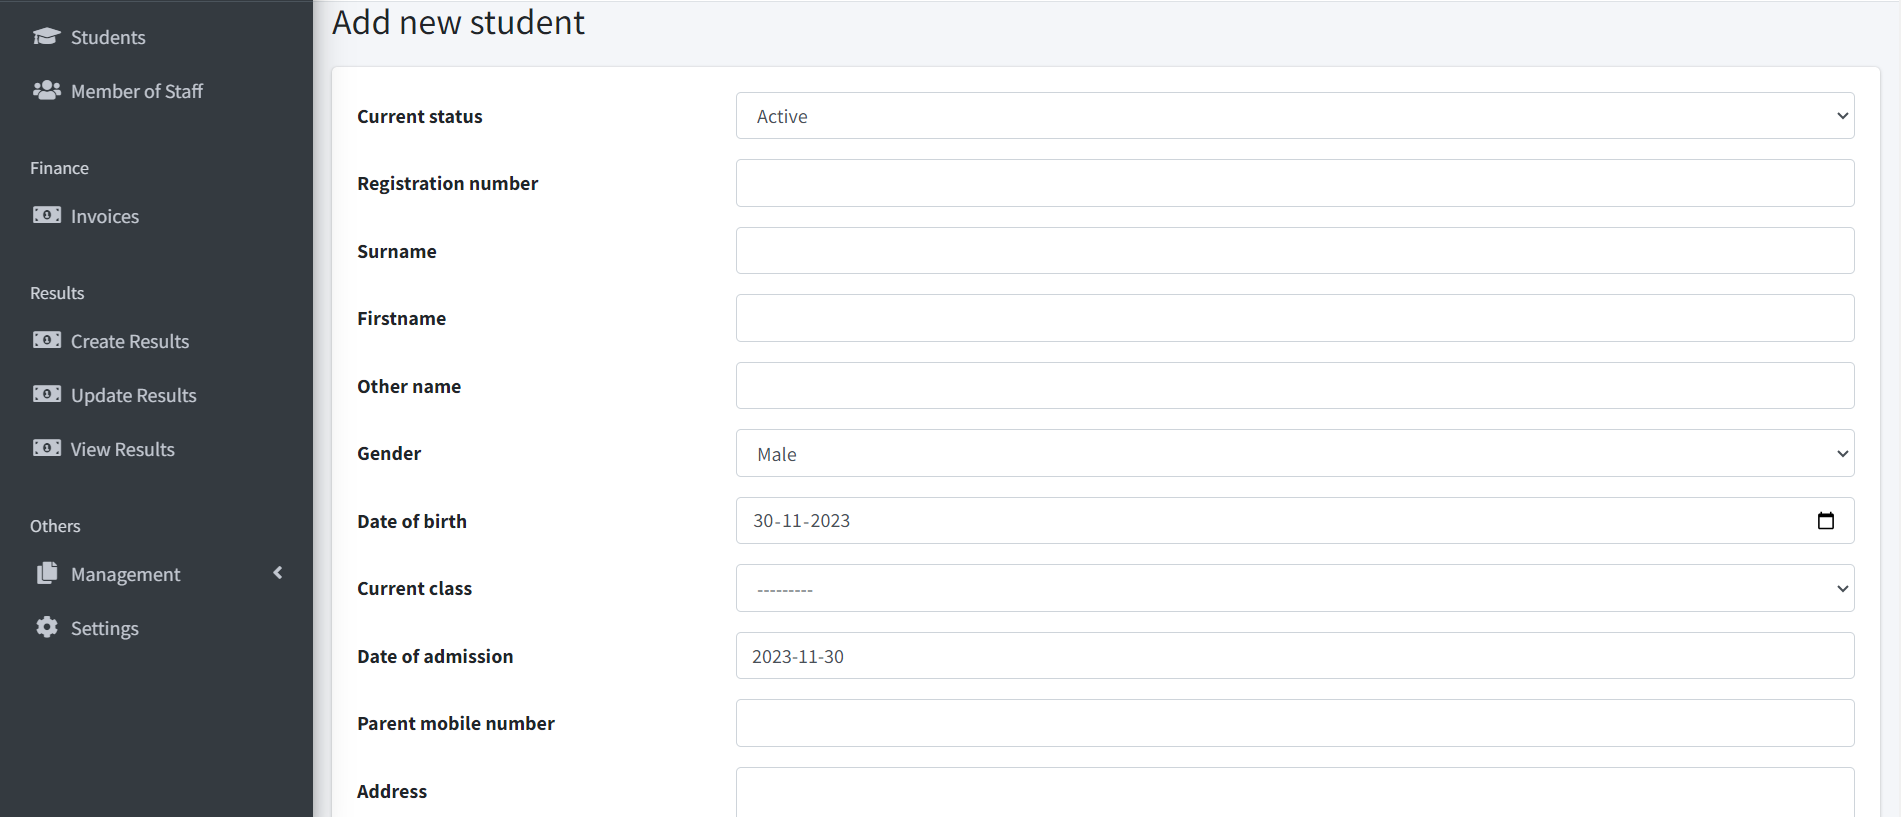 Students
Member of Staff
Finance
Invoices
Results
Create Results
Update Results
View Results
Others
Management
Settings
Add new student
Current status
Active
Registration number
Surname
Firstname
Other name
Gender
Male
Date of birth
30-11-2023
Current class
---------
Date of admission
2023-11-30
Parent mobile number
Address